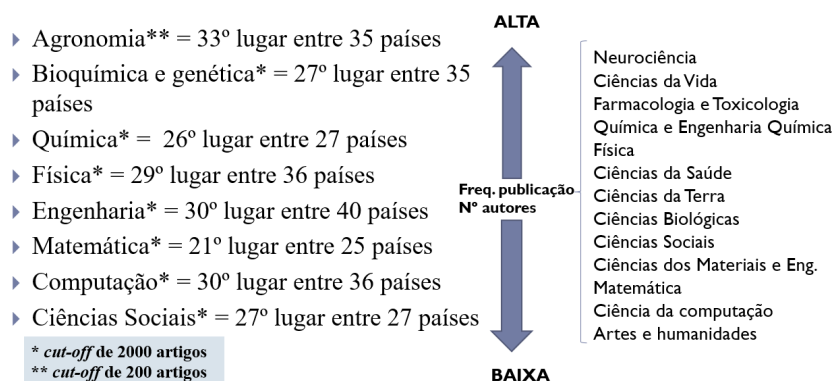 Agronomia** = 33º lugar entre 35 países
Bioquímica e genética* = 27º lugar entre 35
países
Química* = 26º lugar entre 27 países
Física* = 29º lugar entre 36 países
Engenharia* = 30º lugar entre 40 países
Matemática* = 21º lugar entre 25 países
Computação* = 30º lugar entre 36 países
Ciências Sociais* = 27º lugar entre 27 países
* cut-off de 2000 artigos
** cut-off de 200 artigos
ALTA
Freq. publicação
Nº autores
BAIXA
Neurociência
Ciências da Vida
Farmacologia e Toxicologia
Química e Engenharia Química
Física
Ciências da Saúde
Ciências da Terra
Ciências Biológicas
Ciências Sociais
Ciências dos Materiais e Eng.
Matemática
Ciência da computação
Artes e humanidades